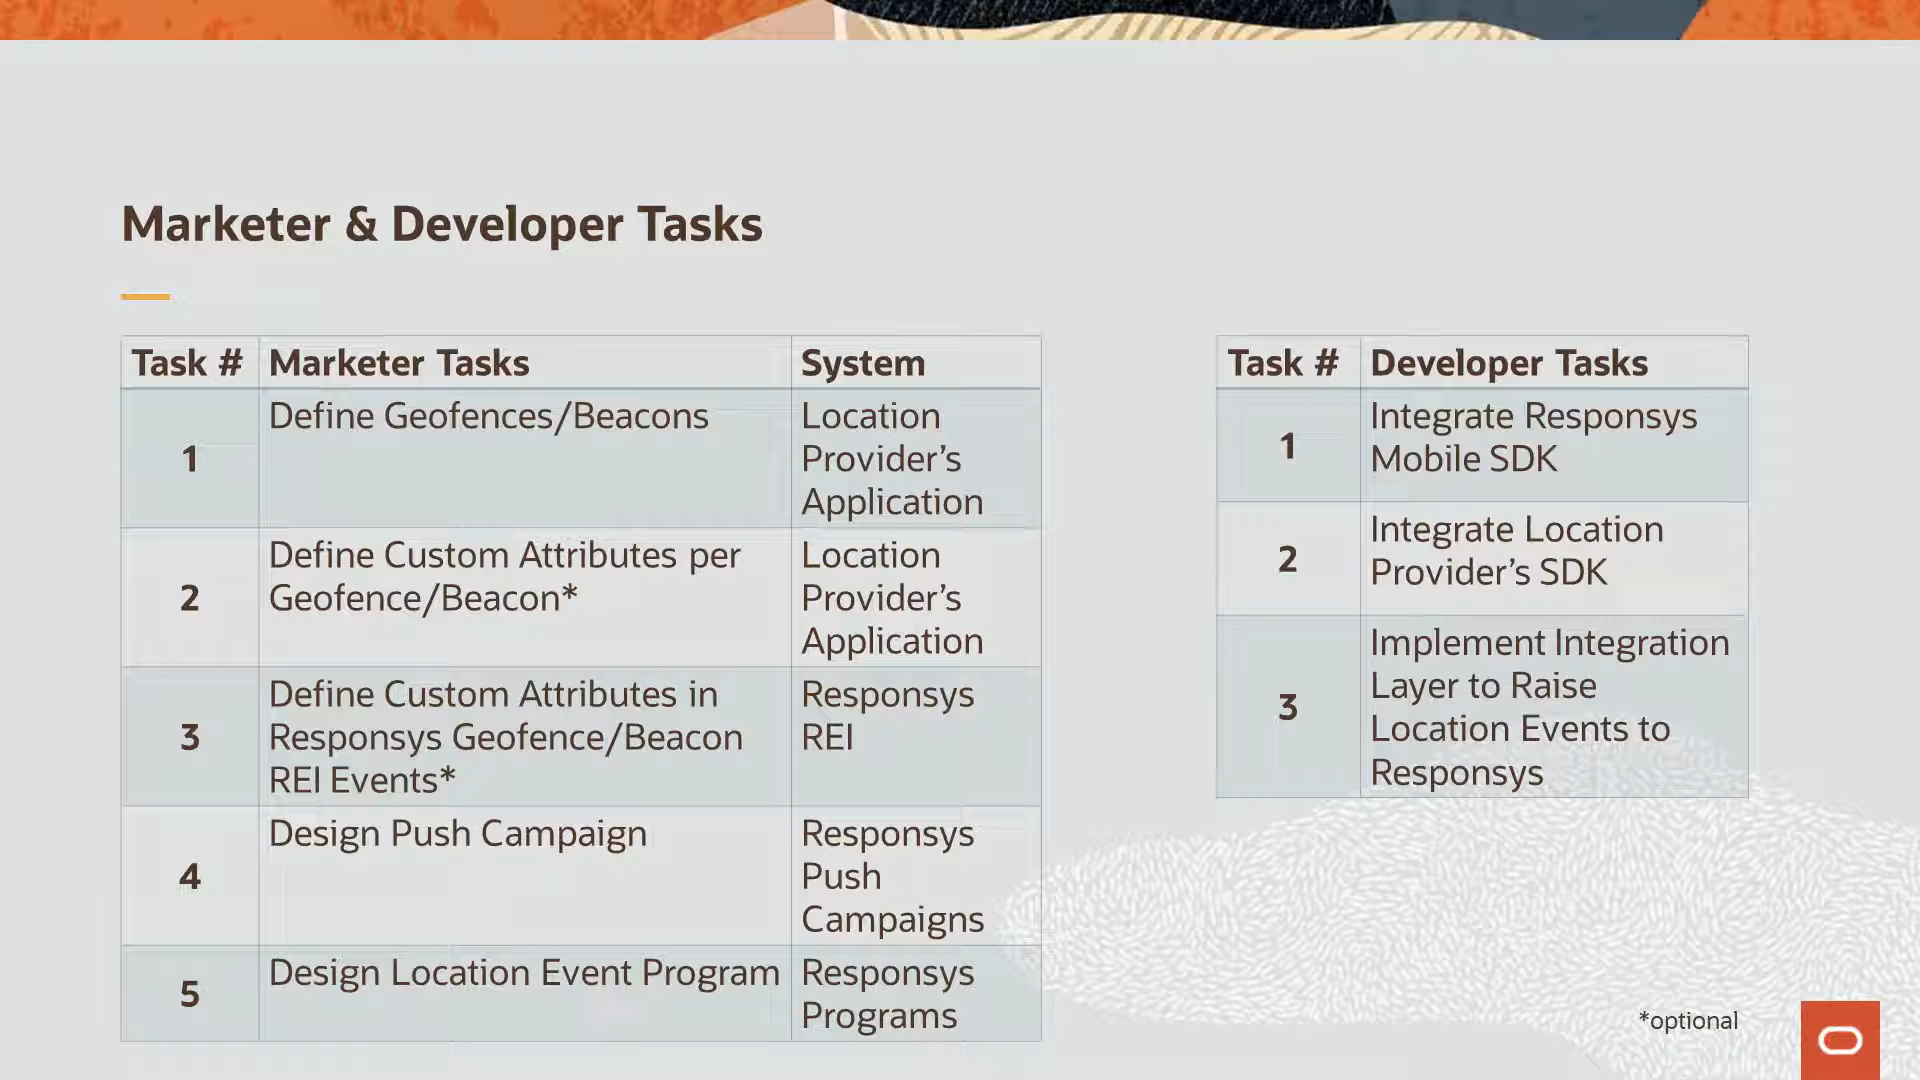 Marketer & Developer Tasks
Task # Marketer Tasks System
1 Define Geofences/Beacons Location
Provider’s
Application
2 Define Custom Attributes per Location
Geofence/Beacon* Provider’s
Application
3 Define Custom Attributes in Responsys
Responsys Geofence/Beacon REI
REI Events*
4 Design Push Campaign Responsys
Push
Campaigns
5 Design Location Event Program Responsys
Programs
Task # Developer Tasks
1 Integrate Responsys
Mobile SDK
2 Integrate Location
Provider’s SDK
3 Implement Integration
Layer to Raise
Location Events to
Responsys
*optional